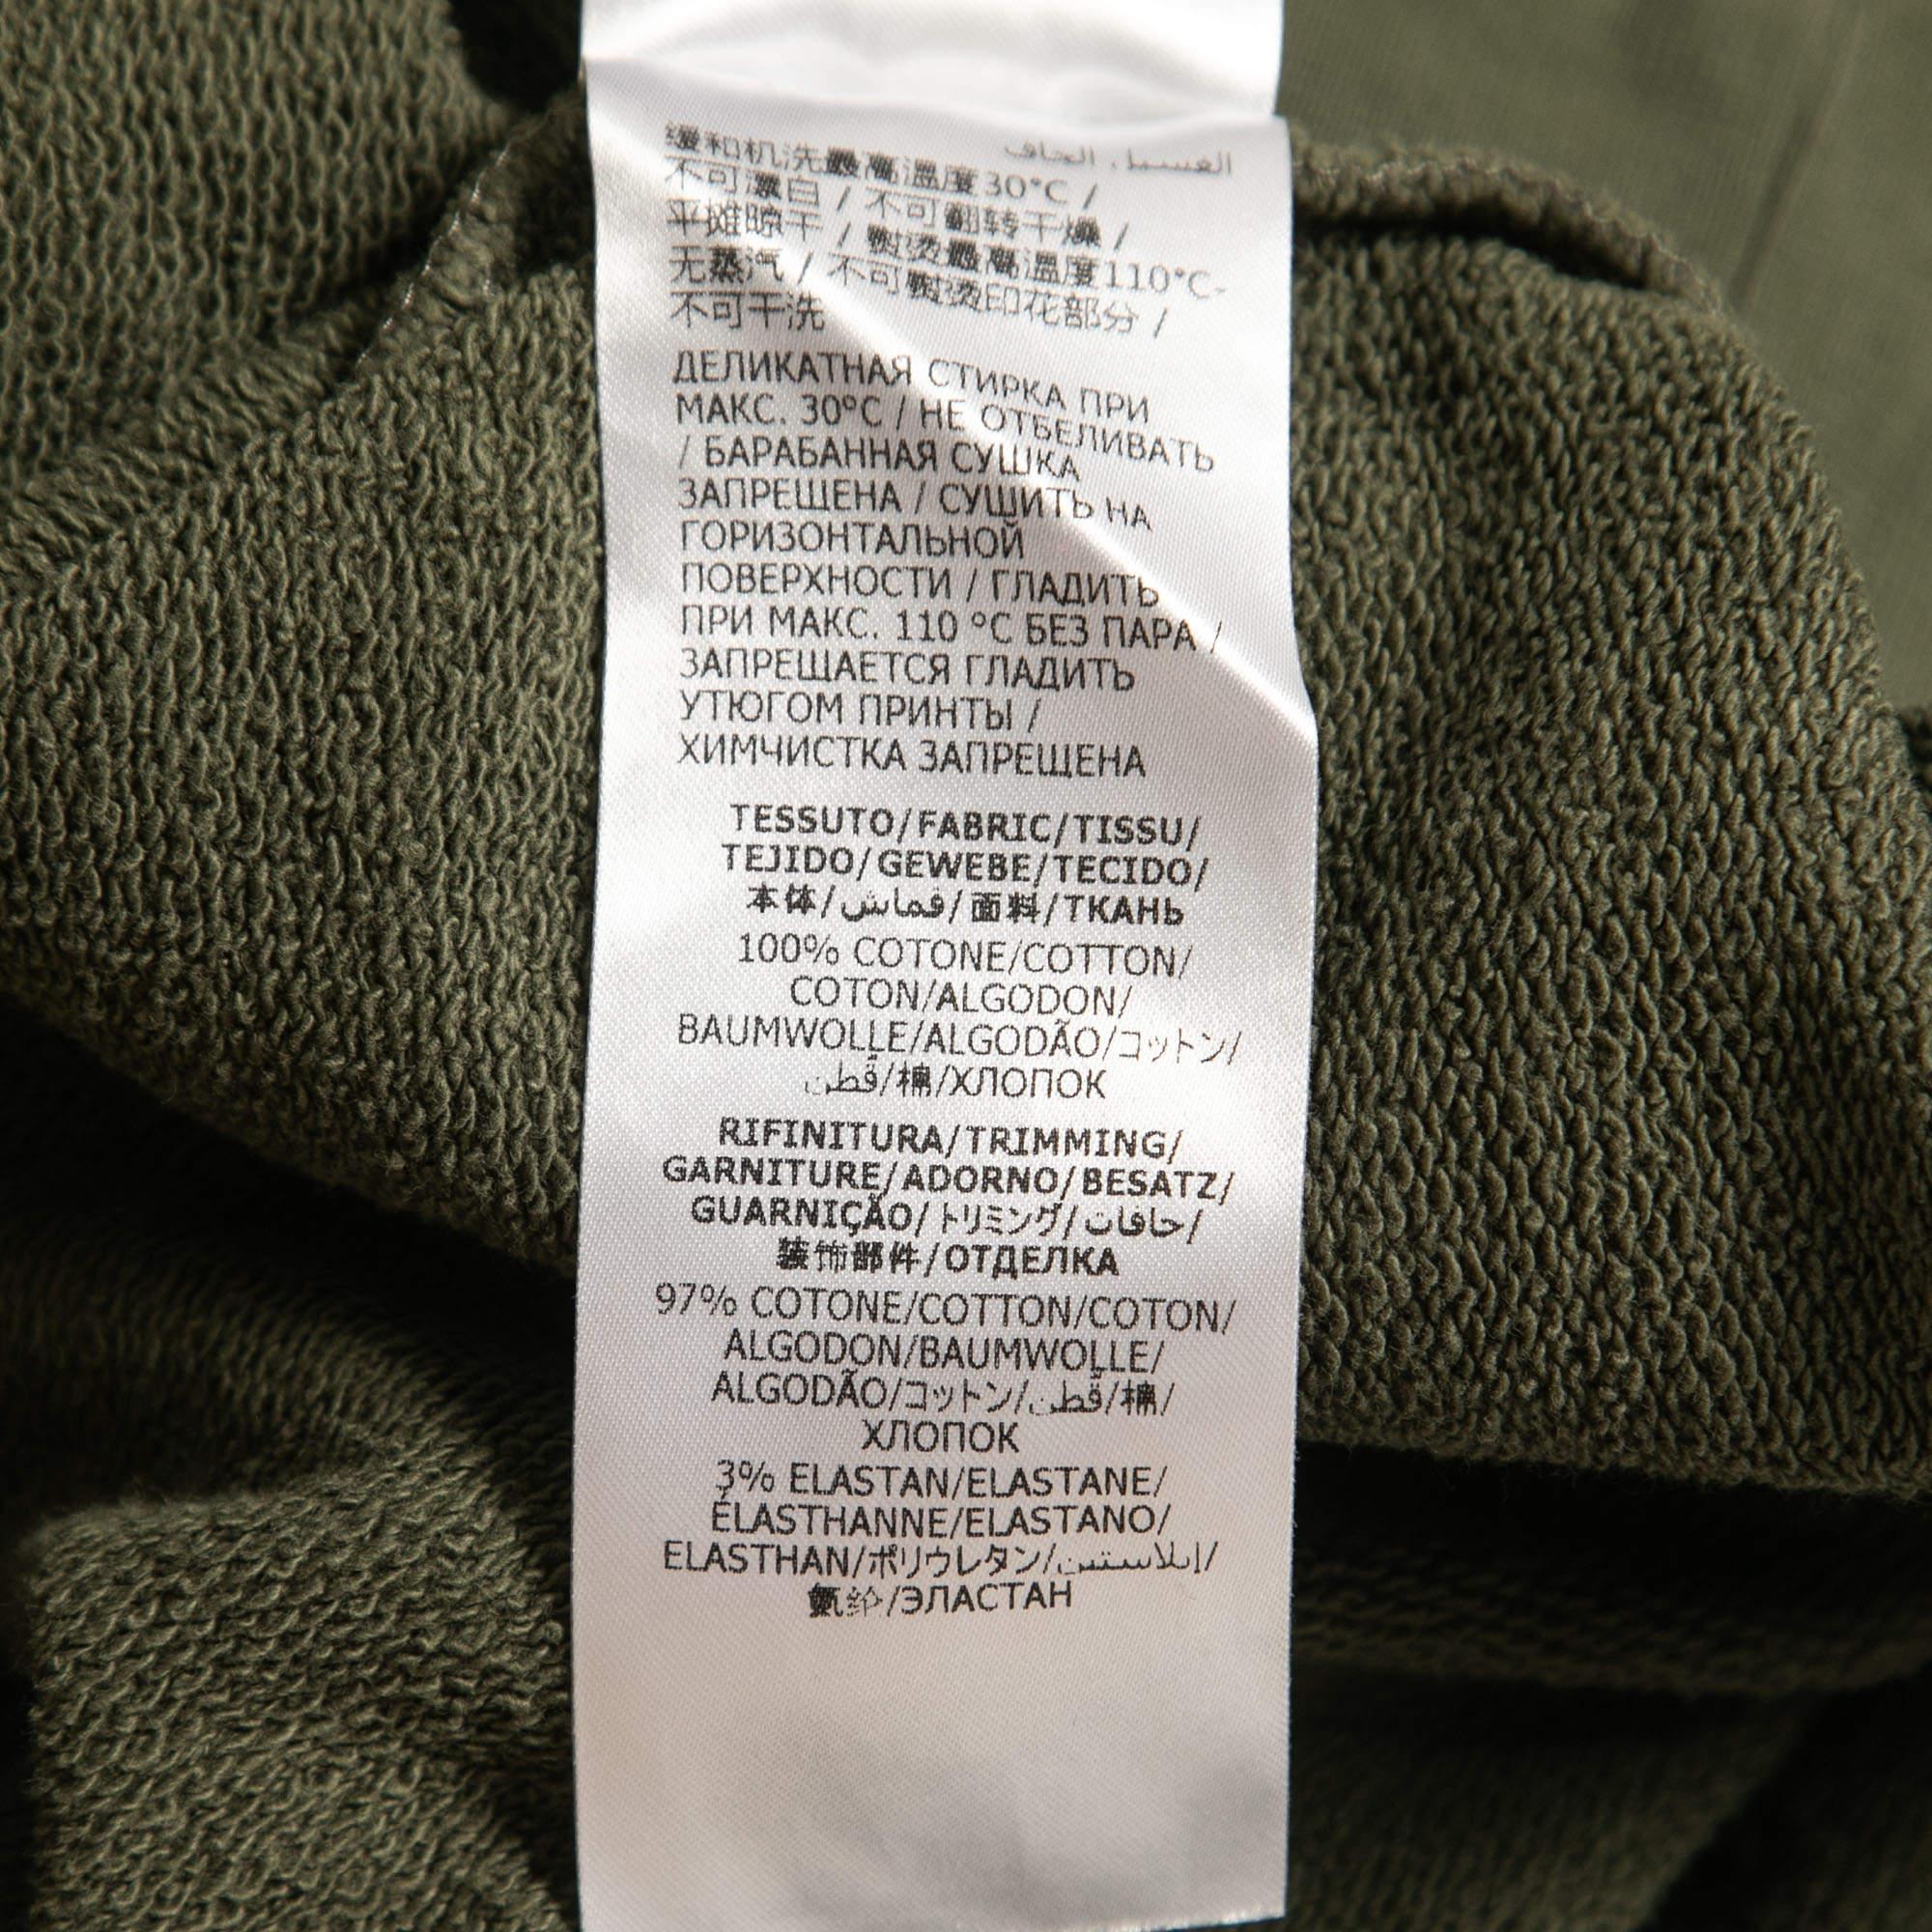 الغسيل الجاف
缓和机洗最高温度30°C /
不可漂白 / 不可翻转干燥 /
平摊晾干 / 熨烫最高温度110°C-
无蒸汽 / 不可熨烫印花部分 /
不可干洗
ДЕЛИКАТНАЯ СТИРКА ПРИ
МАКС. 30°C / НЕ ОТБЕЛИВАТЬ
/ БАРАБАННАЯ СУШКА
ЗАПРЕЩЕНА / СУШИТЬ НА
ГОРИЗОНТАЛЬНОЙ
ПОВЕРХНОСТИ / ГЛАДИТЬ
ПРИ МАКС. 110 °C БЕЗ ПАРА /
ЗАПРЕЩАЕТСЯ ГЛАДИТЬ
УТЮГОМ ПРИНТЫ /
ХИМЧИСТКА ЗАПРЕЩЕНА
TESSUTO/FABRIC/TISSU/
TEJIDO/GEWEBE/TECIDO/
本体/قماش/面料/ТКАНЬ
100% COTONE/COTTON/
COTON/ALGODON/
BAUMWOLLE/ALGODÃO/コットン/
قطن/棉/ХЛОПОК
RIFINITURA/TRIMMING/
GARNITURE/ADORNO/BESATZ/
GUARNIÇÃO/トリミング/حافات/
装饰部件/ОТДЕЛКА
97% COTONE/COTTON/COTON/
ALGODON/BAUMWOLLE/
ALGODÃO/コットン/قطن/棉/
ХЛОПОК
3% ELASTAN/ELASTANE/
ÉLASTHANNE/ELASTANO/
ELASTHAN/ポリウレタン/إيلاستين/
氨纶/ЭЛАСТАН